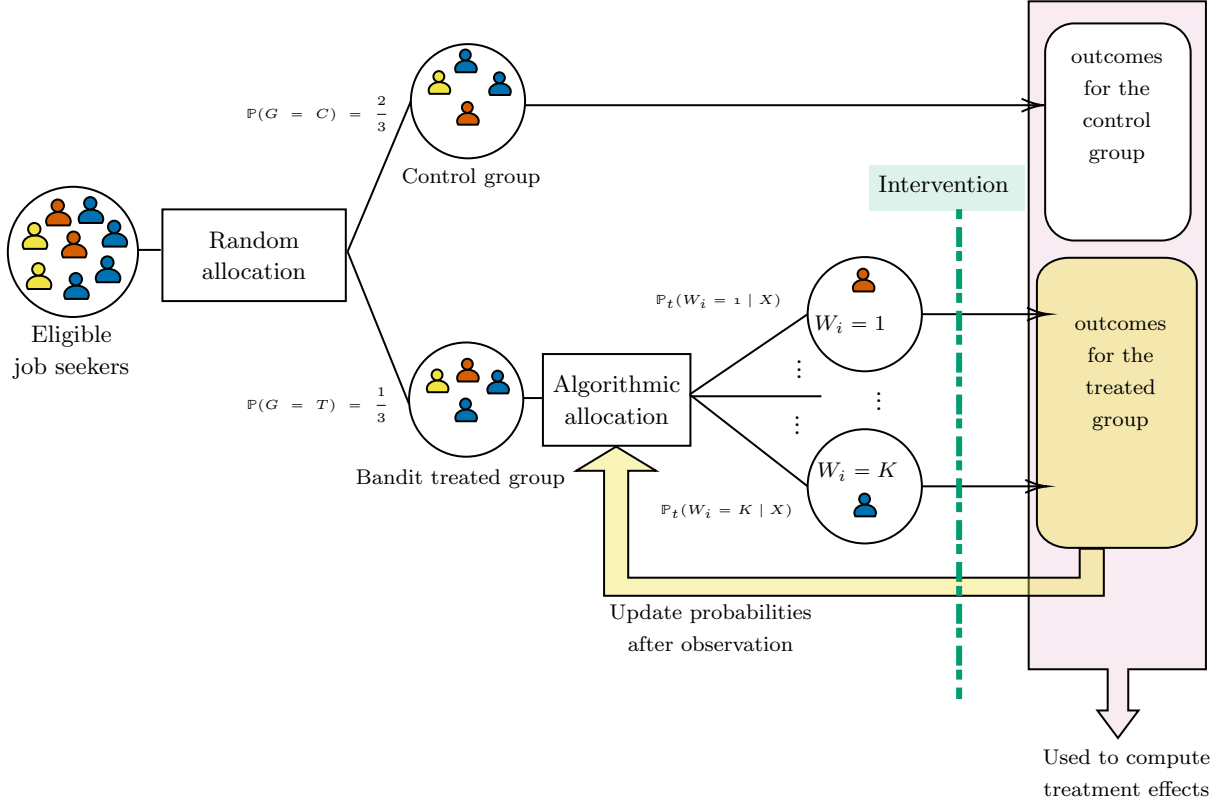 Eligible
job seekers
Random
allocation
ℙ(G = C) = 2/3
ℙ(G = T) = 1/3
Control group
Bandit treated group
Algorithmic
allocation
ℙ_t(W_i = 1 | X)
ℙ_t(W_i = K | X)
W_i = 1
⋮
⋮
⋮
W_i = K
Intervention
outcomes
for the
control
group
outcomes
for the
treated
group
Update probabilities
after observation
Used to compute
treatment effects